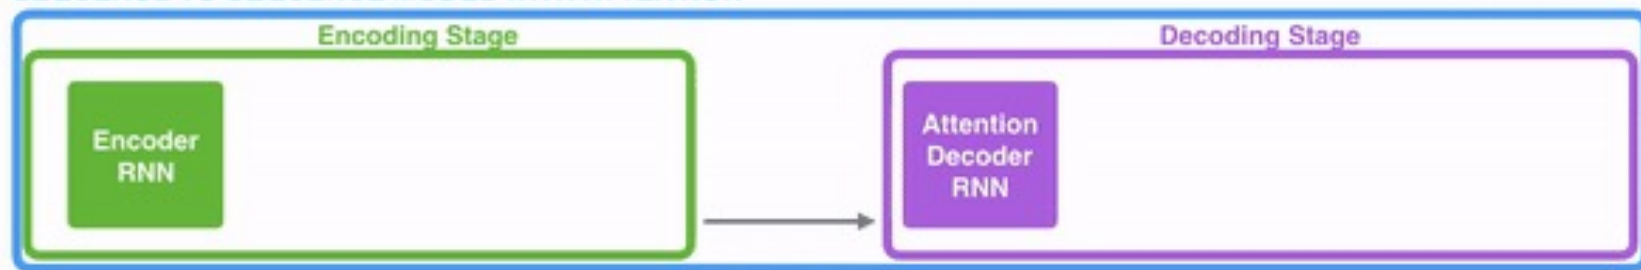 Encoding Stage
Decoding Stage
Encoder
RNN
Attention
Decoder
RNN